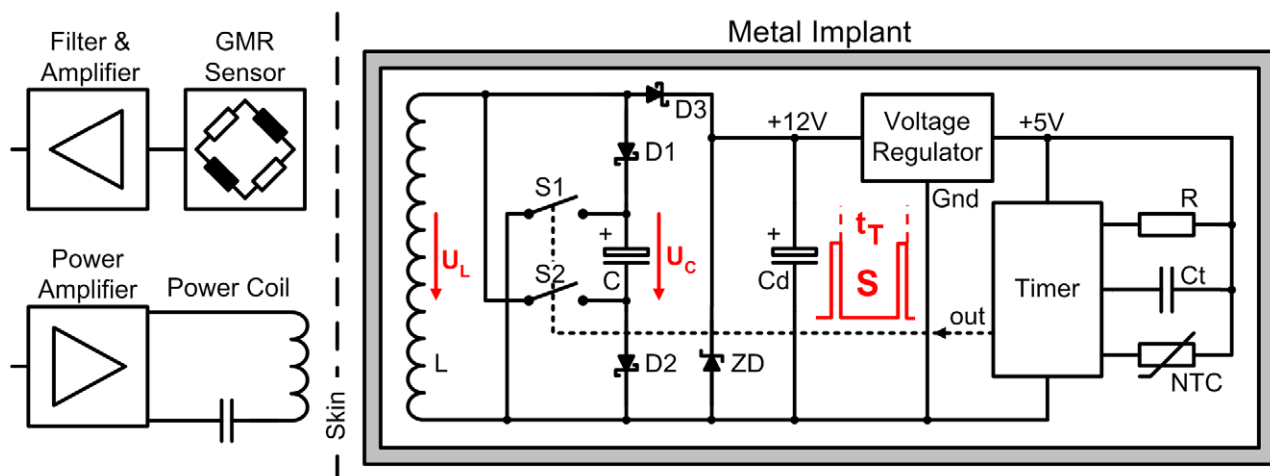 Metal Implant
Filter &
Amplifier
GMR
Sensor
D3
+12V
Voltage
Regulator
+5V
D1
S1
Gnd
R
+
U_L
U_C
+
t_T
Power
Amplifier
Power Coil
S2
C
Cd
S
Timer
Ct
out
L
D2
ZD
NTC
Skin